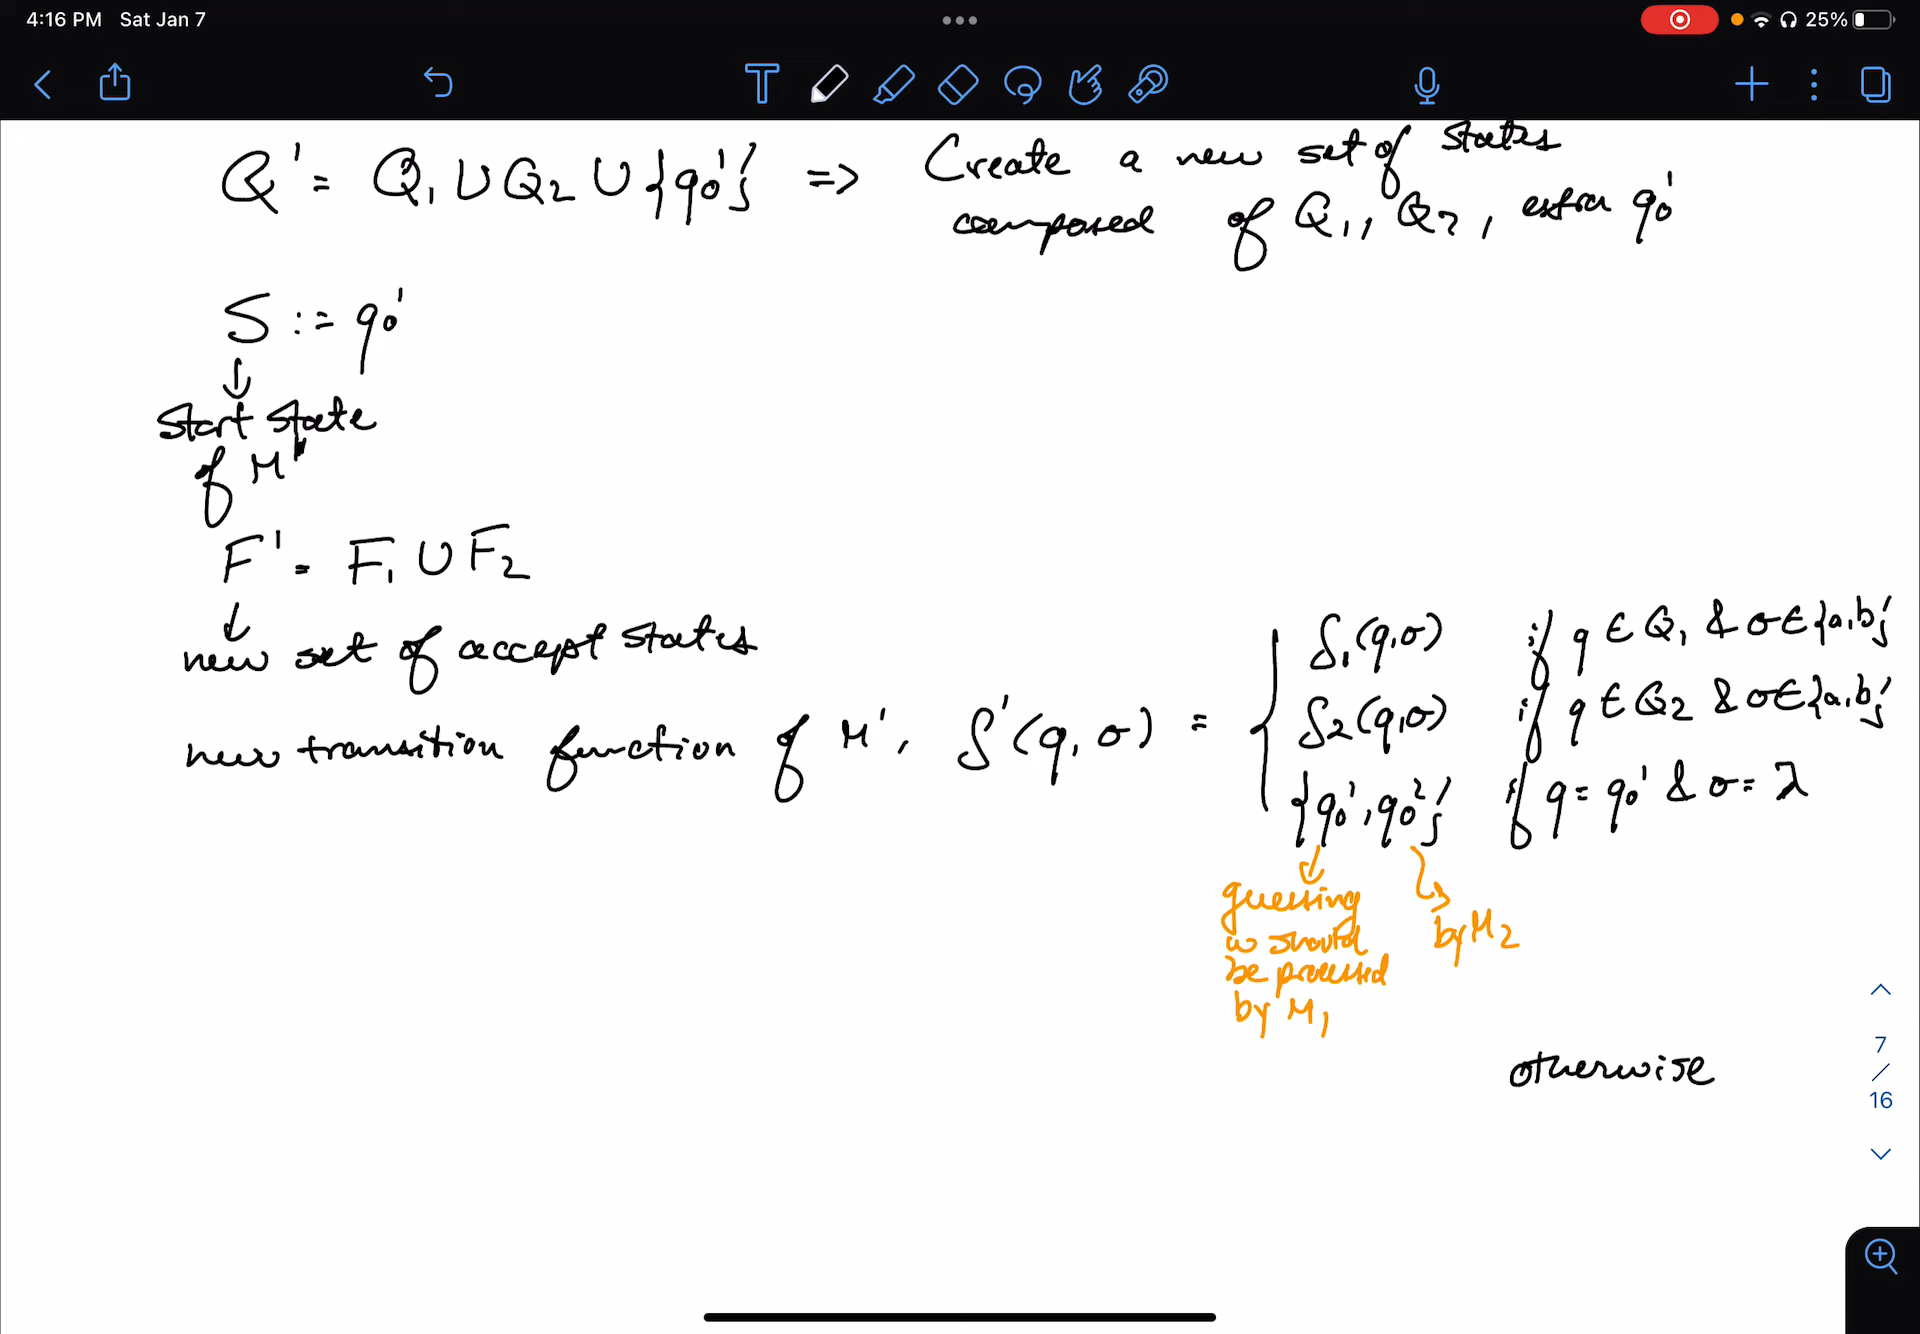 4:16 PM Sat Jan 7
25%
Q' = Q₁ ∪ Q₂ ∪ {q₀'} => Create a new set of states
composed of Q₁, Q₂, extra q₀'
S := q₀'
↓
start state
of M'
F' = F₁ ∪ F₂
↓
new set of accept states
new transition function of M', δ'(q,σ) = {
δ₁(q,σ) if q ∈ Q₁ & σ ∈ {a,b}
δ₂(q,σ) if q ∈ Q₂ & σ ∈ {a,b}
{q₀¹, q₀²} if q = q₀' & σ = λ
guessing
w should
be processed
by M₁
by M₂
otherwise
7
/
16